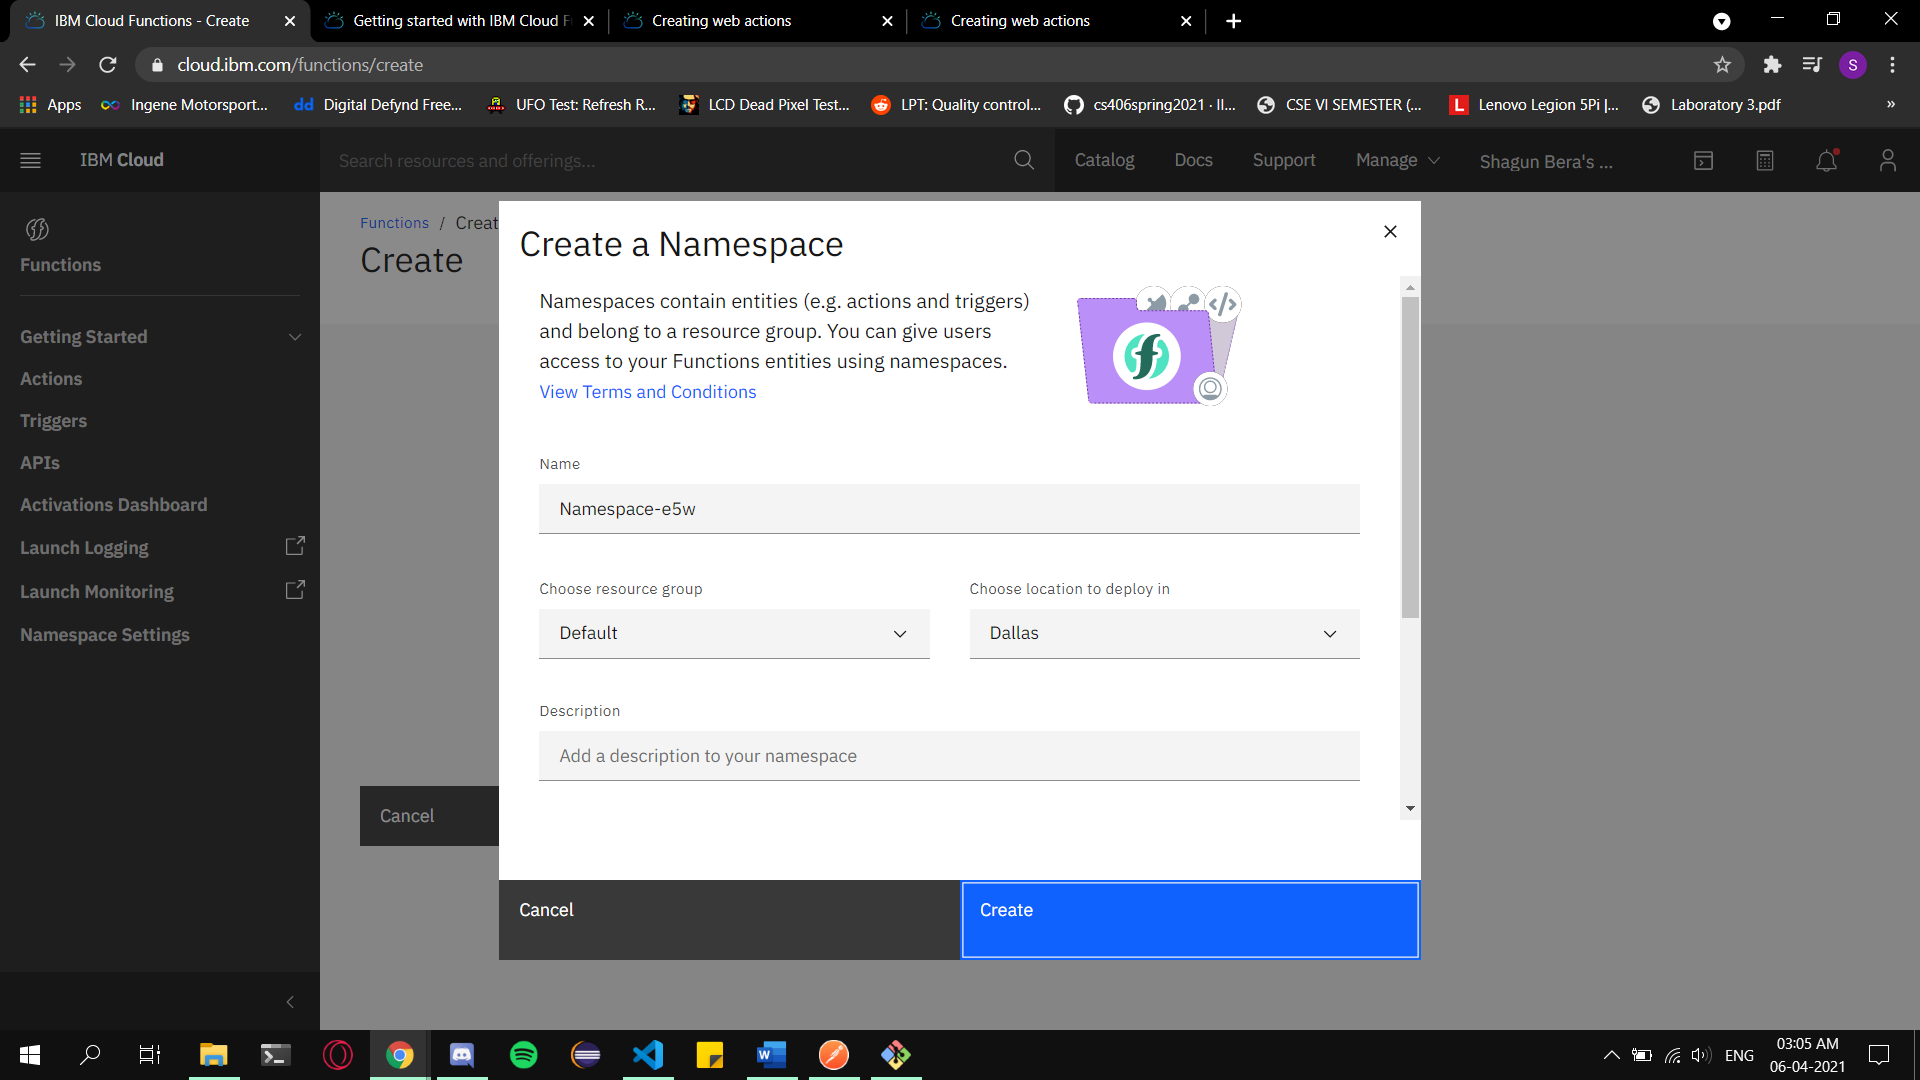 IBM Cloud Functions - Create
Getting started with IBM Cloud F
Creating web actions
Creating web actions
cloud.ibm.com/functions/create
S
Apps
Ingene Motorsport...
Digital Defynd Free...
UFO Test: Refresh R...
LCD Dead Pixel Test...
LPT: Quality control...
cs406spring2021 · II...
CSE VI SEMESTER (...
L
Lenovo Legion 5Pi |...
Laboratory 3.pdf
»
IBM Cloud
Search resources and offerings...
Catalog
Docs
Support
Manage
Shagun Bera's ...
Functions
Getting Started
Actions
Triggers
APIs
Activations Dashboard
Launch Logging
Launch Monitoring
Namespace Settings
Functions / Creat
Create
Cancel
Create a Namespace
Namespaces contain entities (e.g. actions and triggers)
and belong to a resource group. You can give users
access to your Functions entities using namespaces.
View Terms and Conditions
Name
Namespace-e5w
Choose resource group
Choose location to deploy in
Default
Dallas
Description
Add a description to your namespace
Cancel
Create
ENG
03:05 AM
06-04-2021